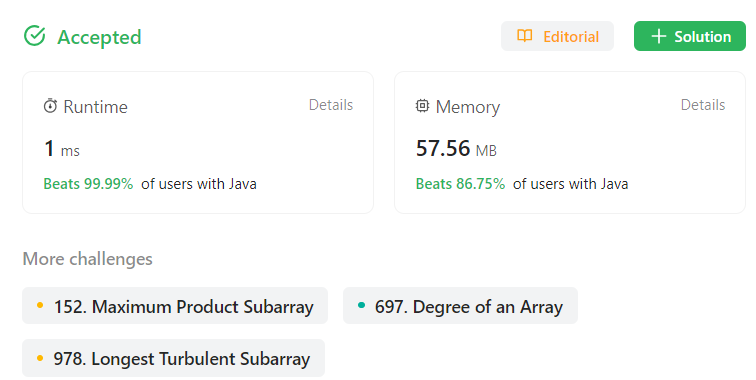 Accepted
Editorial
Solution
Runtime
Details
1 ms
Beats 99.99% of users with Java
Memory
Details
57.56 MB
Beats 86.75% of users with Java
More challenges
152. Maximum Product Subarray
697. Degree of an Array
978. Longest Turbulent Subarray